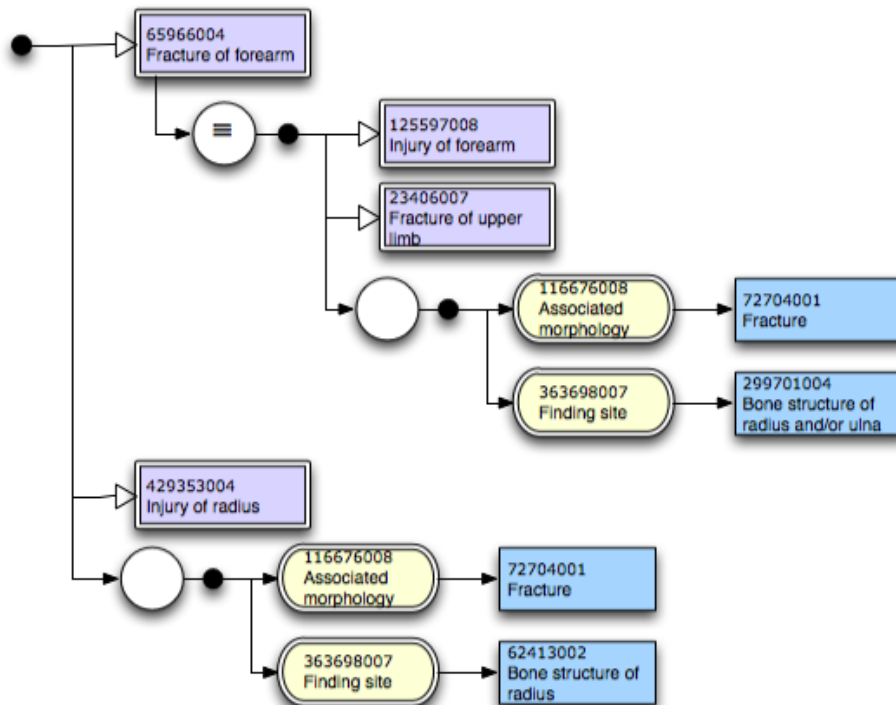 65966004
Fracture of forearm
125597008
Injury of forearm
23406007
Fracture of upper
limb
116676008
Associated
morphology
72704001
Fracture
363698007
Finding site
299701004
Bone structure of
radius and/or ulna
429353004
Injury of radius
116676008
Associated
morphology
72704001
Fracture
363698007
Finding site
62413002
Bone structure of
radius